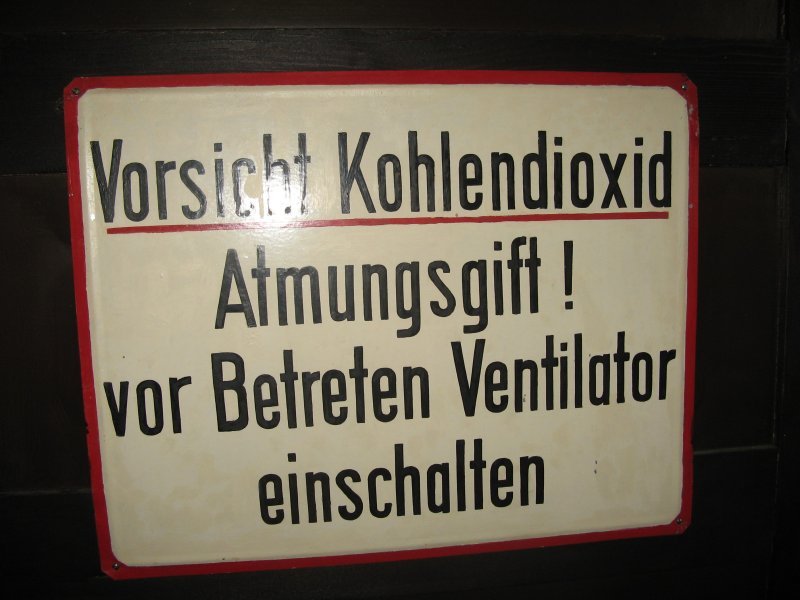 Vorsicht Kohlendioxid
Atmungsgift !
vor Betreten Ventilator
einschalten